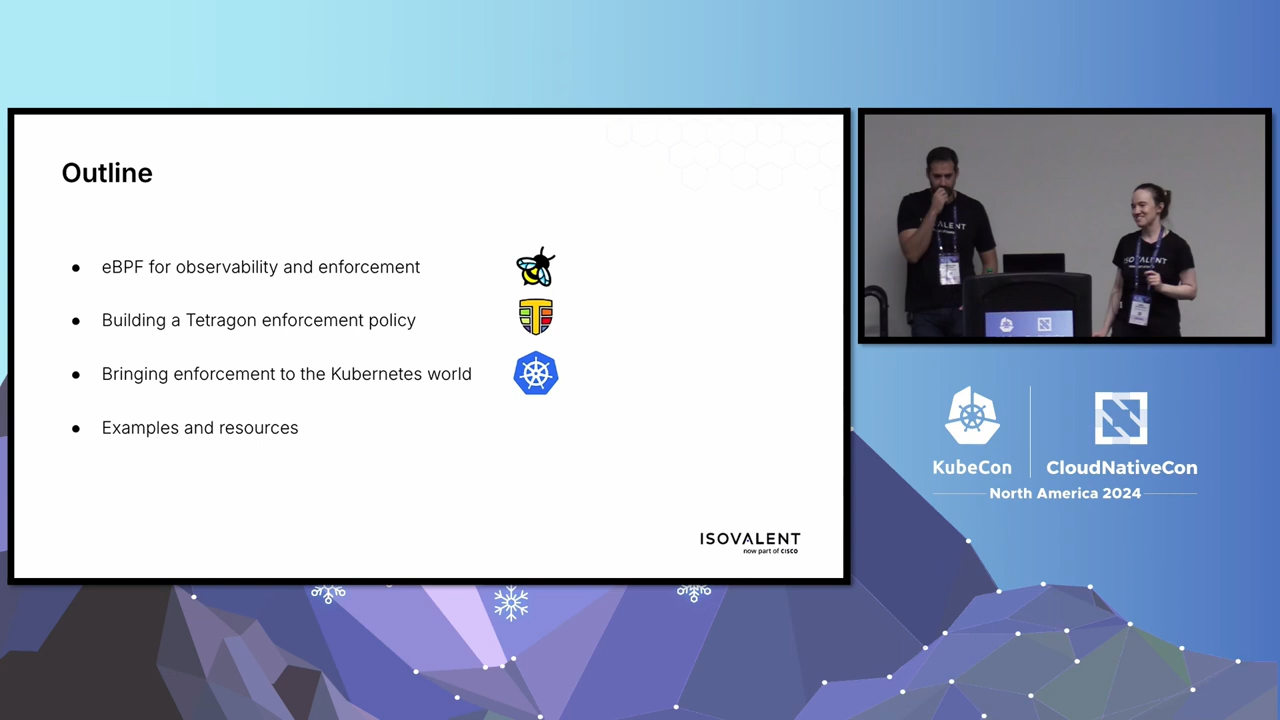 Outline
● eBPF for observability and enforcement
● Building a Tetragon enforcement policy
● Bringing enforcement to the Kubernetes world
● Examples and resources
ISOVALENT
now part of CISCO
ISOVALENT
KubeCon
CloudNativeCon
North America 2024